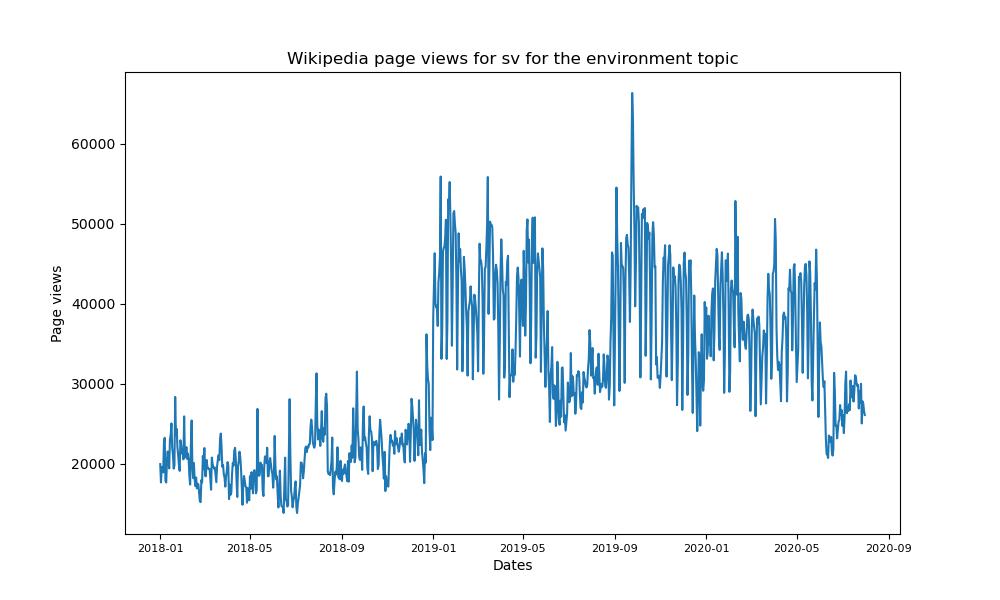 Wikipedia page views for sv for the environment topic
60000
50000
40000
30000
20000
Page views
2018-01 2018-05 2018-09 2019-01 2019-05 2019-09 2020-01 2020-05 2020-09
Dates